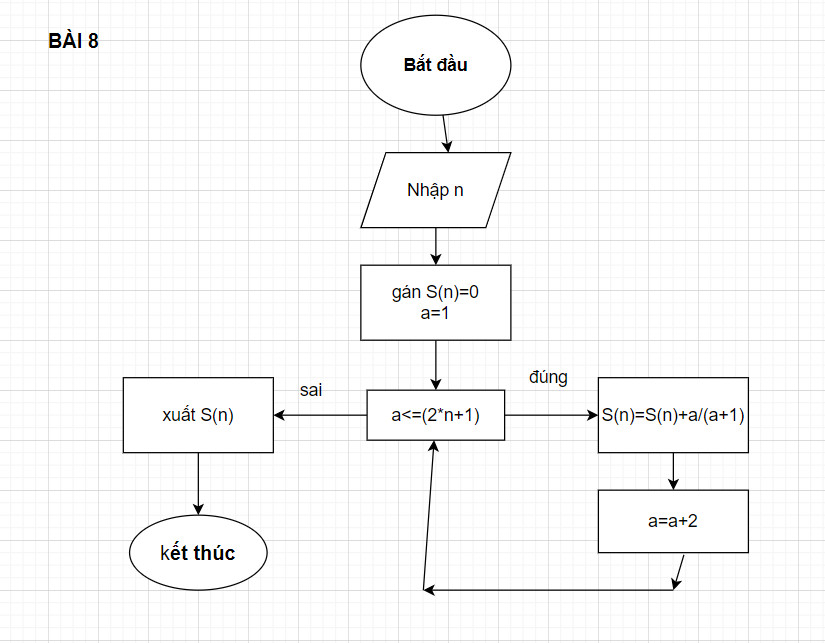 BÀI 8
Bắt đầu
Nhập n
gán S(n)=0
a=1
sai
đúng
xuất S(n)
a<=(2*n+1)
S(n)=S(n)+a/(a+1)
a=a+2
kết thúc